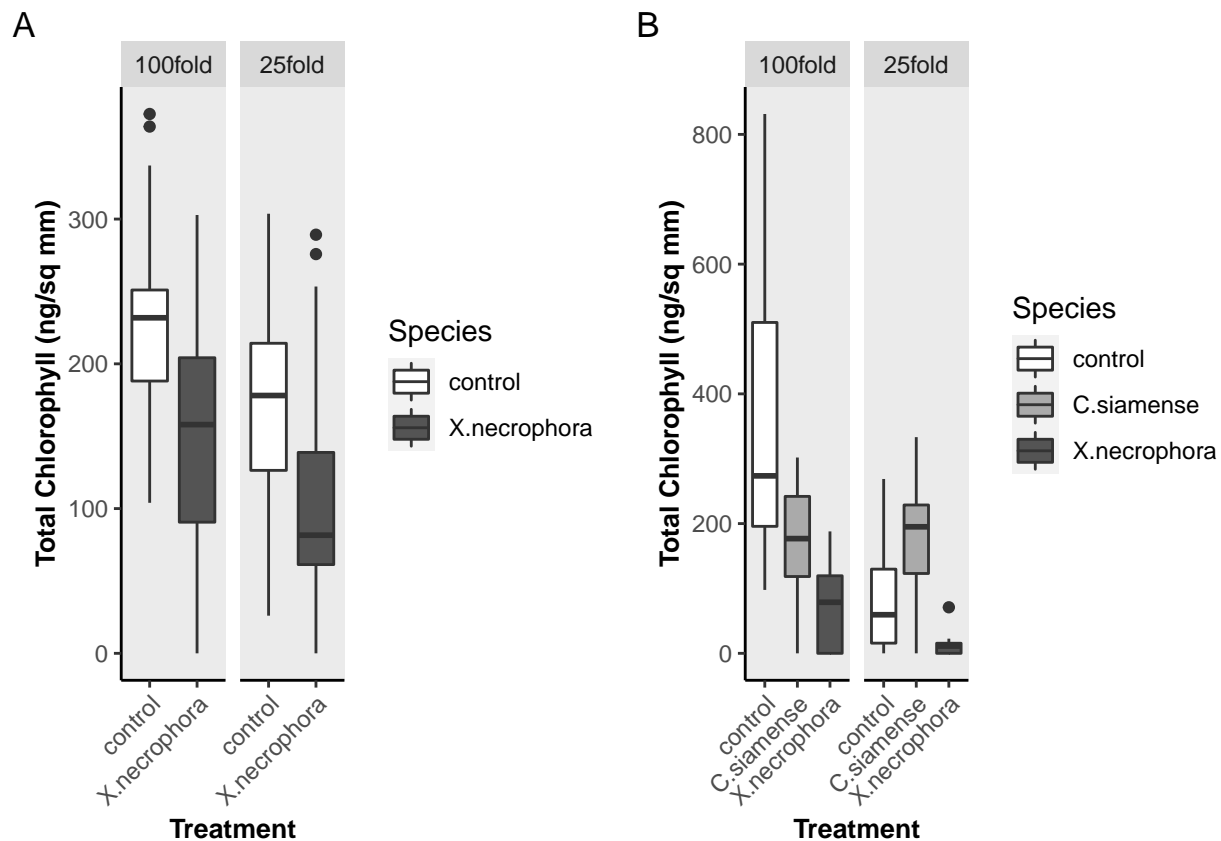 A
100fold 25fold
Total Chlorophyll (ng/sq mm)
300
200
100
0
control
X.necrophora
control
X.necrophora
Treatment
Species
control
X.necrophora
B
100fold 25fold
Total Chlorophyll (ng/sq mm)
800
600
400
200
0
control
C.siamense
X.necrophora
control
C.siamense
X.necrophora
Treatment
Species
control
C.siamense
X.necrophora